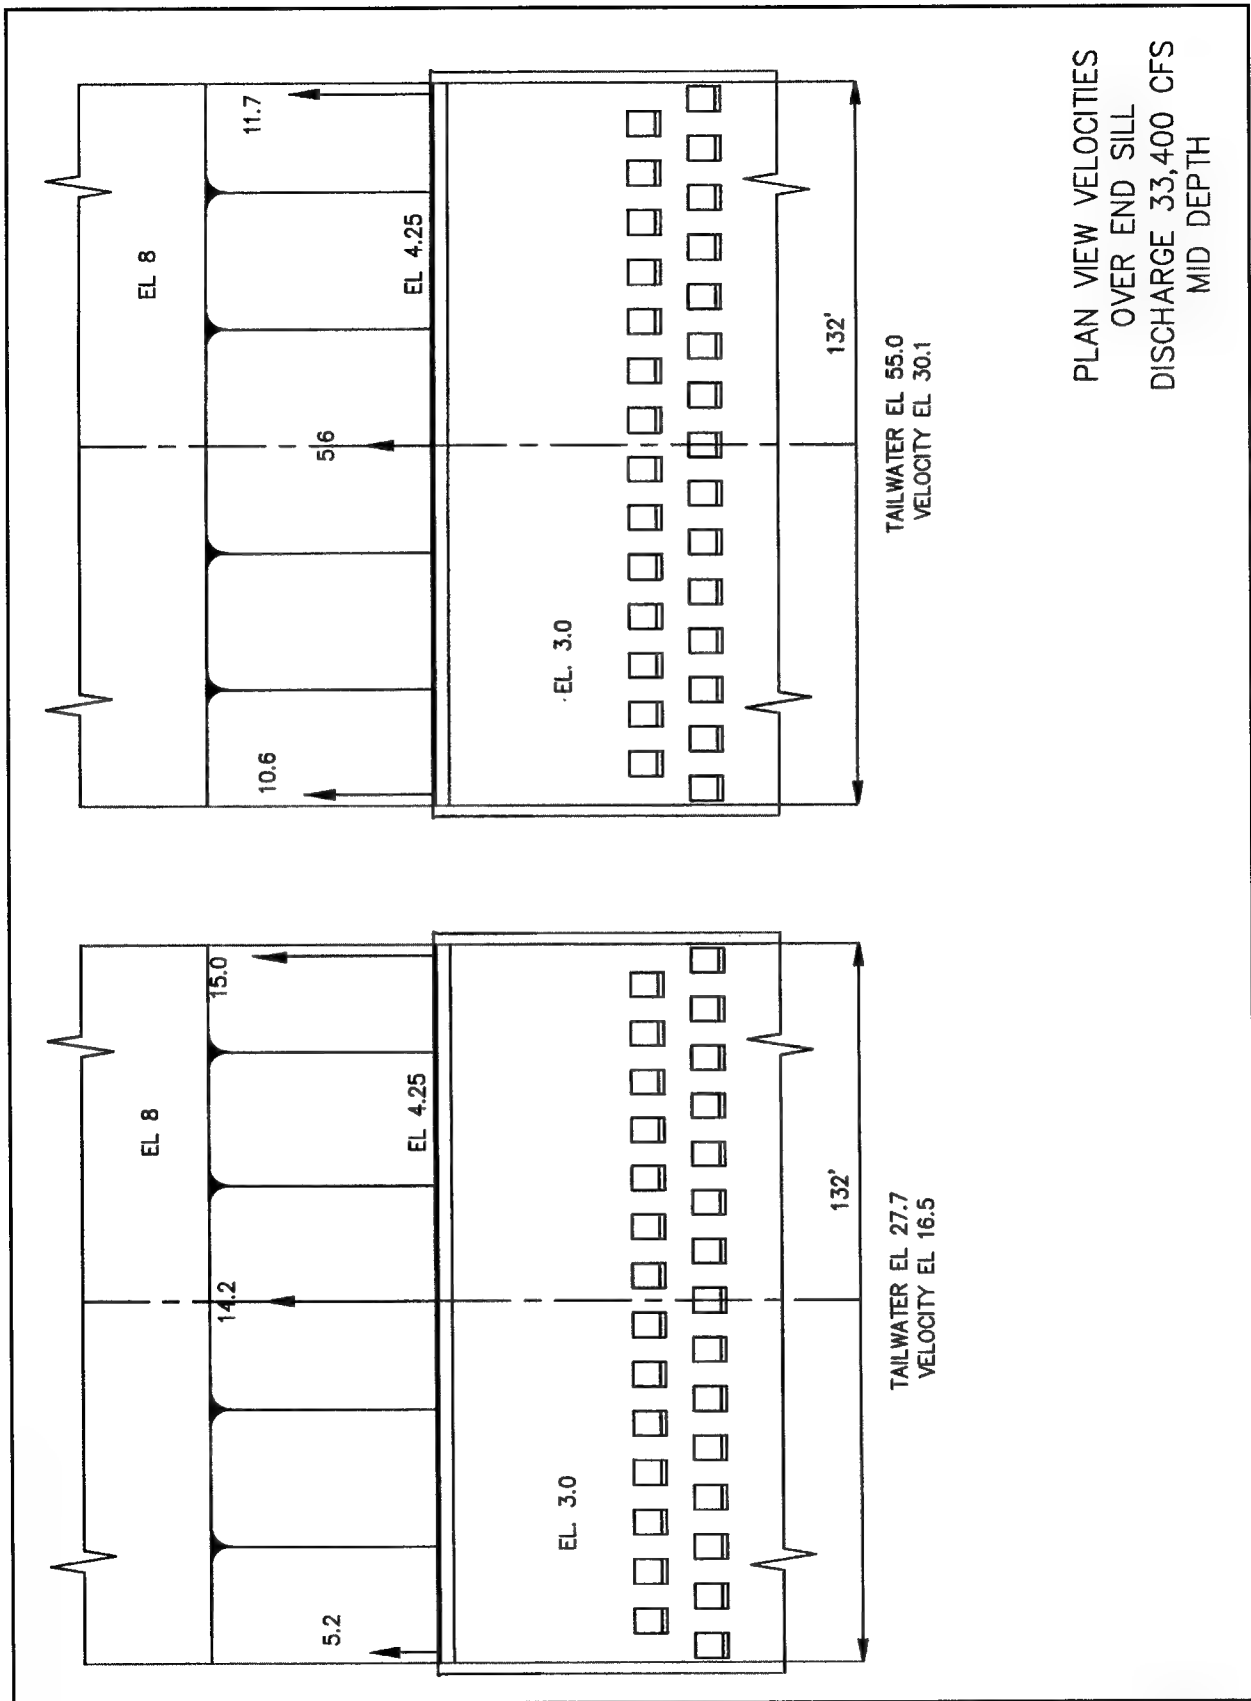 15.0
14.2
5.2
EL 8
EL 4.25
EL. 3.0
132'
TAILWATER EL 27.7
VELOCITY EL 16.5
11.7
5.6
10.6
EL 8
EL 4.25
EL. 3.0
132'
TAILWATER EL 55.0
VELOCITY EL 30.1
PLAN VIEW VELOCITIES
OVER END SILL
DISCHARGE 33,400 CFS
MID DEPTH